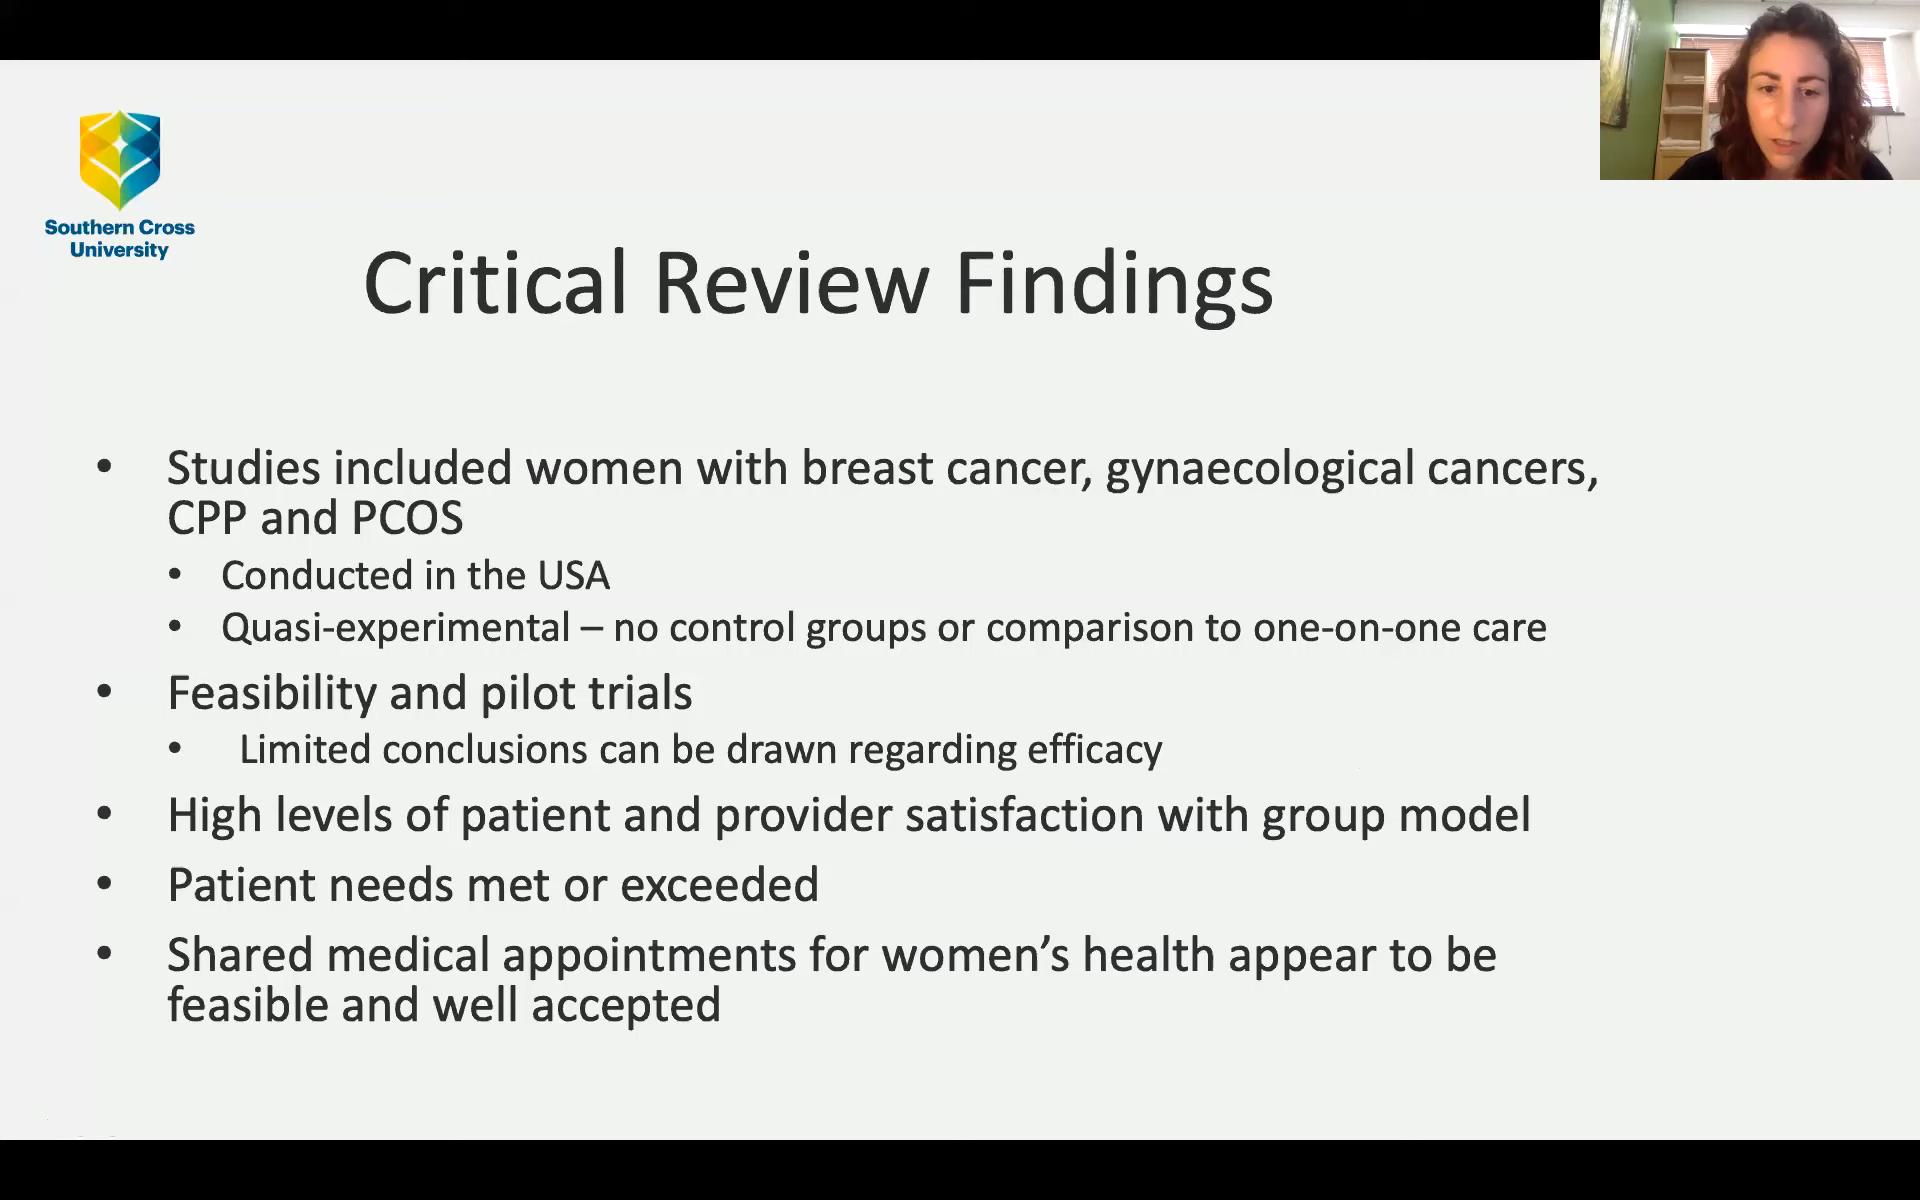 Southern Cross
University
Critical Review Findings
• Studies included women with breast cancer, gynaecological cancers,
CPP and PCOS
• Conducted in the USA
• Quasi-experimental – no control groups or comparison to one-on-one care
• Feasibility and pilot trials
• Limited conclusions can be drawn regarding efficacy
• High levels of patient and provider satisfaction with group model
• Patient needs met or exceeded
• Shared medical appointments for women’s health appear to be
feasible and well accepted